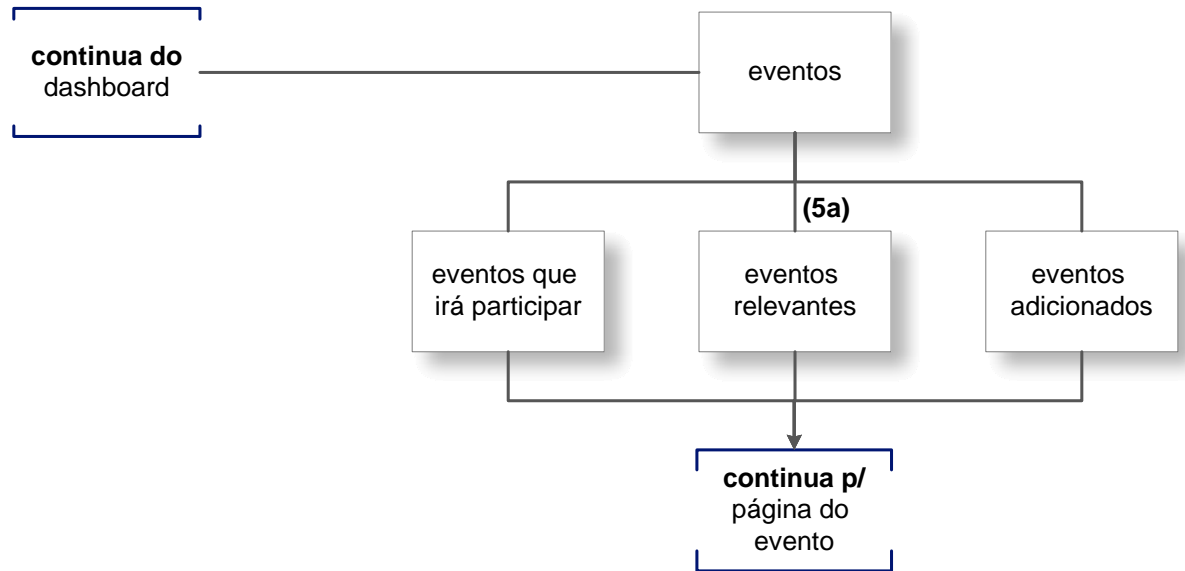 continua do
dashboard
eventos
(5a)
eventos que
irá participar
eventos
relevantes
eventos
adicionados
continua p/
página do
evento